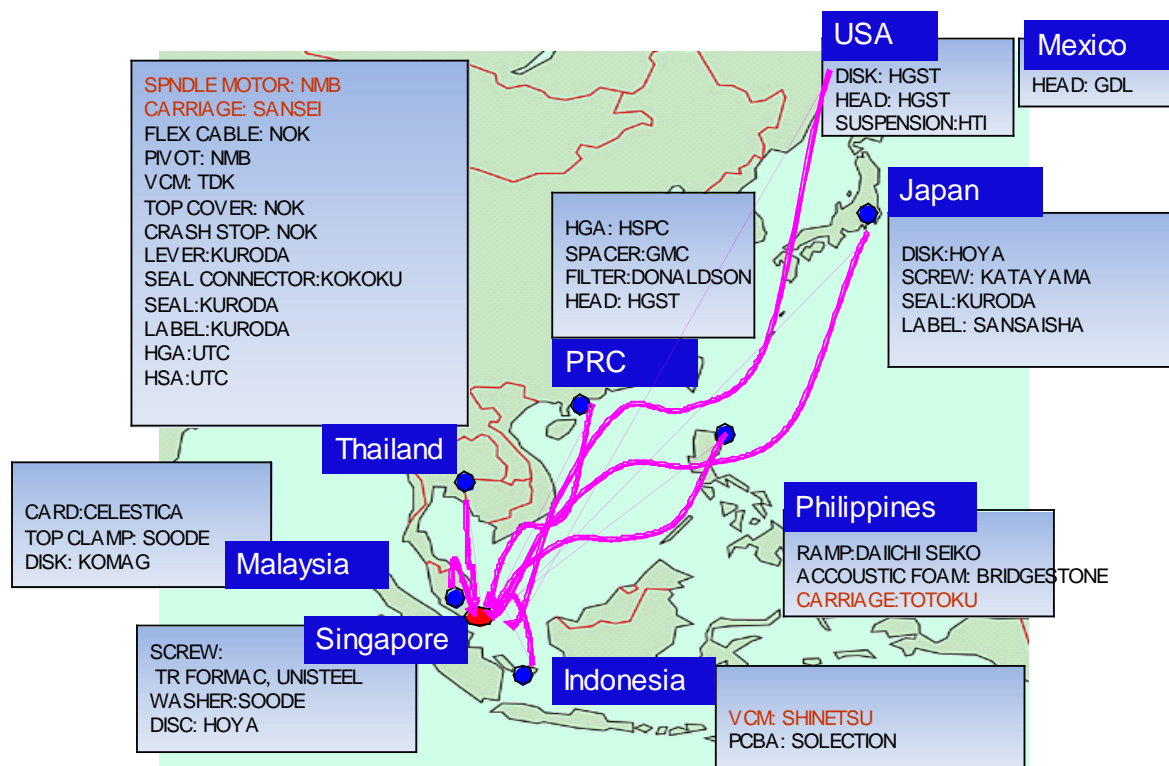 USA
DISK: HGST
HEAD: HGST
SUSPENSION:HTI
Mexico
HEAD: GDL
SPNDLE MOTOR: NMB
CARRIAGE: SANSEI
FLEX CABLE: NOK
PIVOT: NMB
VCM: TDK
TOP COVER: NOK
CRASH STOP: NOK
LEVER:KURODA
SEAL CONNECTOR:KOKOKU
SEAL:KURODA
LABEL:KURODA
HGA:UTC
HSA:UTC
Thailand
HGA: HSPC
SPACER:GMC
FILTER:DONALDSON
HEAD: HGST
PRC
Japan
DISK:HOYA
SCREW: KATAYAMA
SEAL:KURODA
LABEL: SANSAISHA
CARD:CELESTICA
TOP CLAMP: SOODE
DISK: KOMAG
Malaysia
Philippines
RAMP:DAIICHI SEIKO
ACCOUSTIC FOAM: BRIDGESTONE
CARRIAGE:TOTOKU
Singapore
SCREW:
TR FORMAC, UNISTEEL
WASHER:SOODE
DISC: HOYA
Indonesia
VCM: SHINETSU
PCBA: SOLECTION